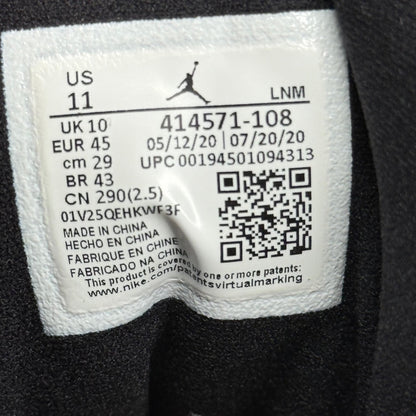 US
11 LNM
UK 10 414571-108
EUR 45 05/12/20 | 07/20/20
cm 29 UPC 00194501094313
BR 43
CN 290(2.5)
01V25QEHKWF3F
MADE IN CHINA
HECHO EN CHINA
FABRIQUE EN CHINE
FABRICADO NA CHINA
This product is covered by one or more patents:
www.nike.com/patentsvirtualmarking